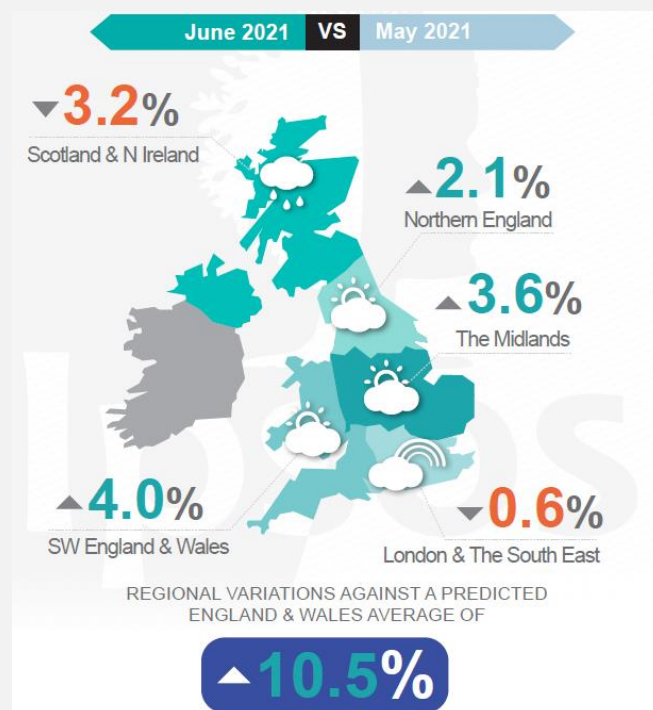 June 2021 VS May 2021
3.2%
Scotland & N Ireland
2.1%
Northern England
3.6%
The Midlands
4.0%
SW England & Wales
0.6%
London & The South East
REGIONAL VARIATIONS AGAINST A PREDICTED
ENGLAND & WALES AVERAGE OF
10.5%
Ipsos